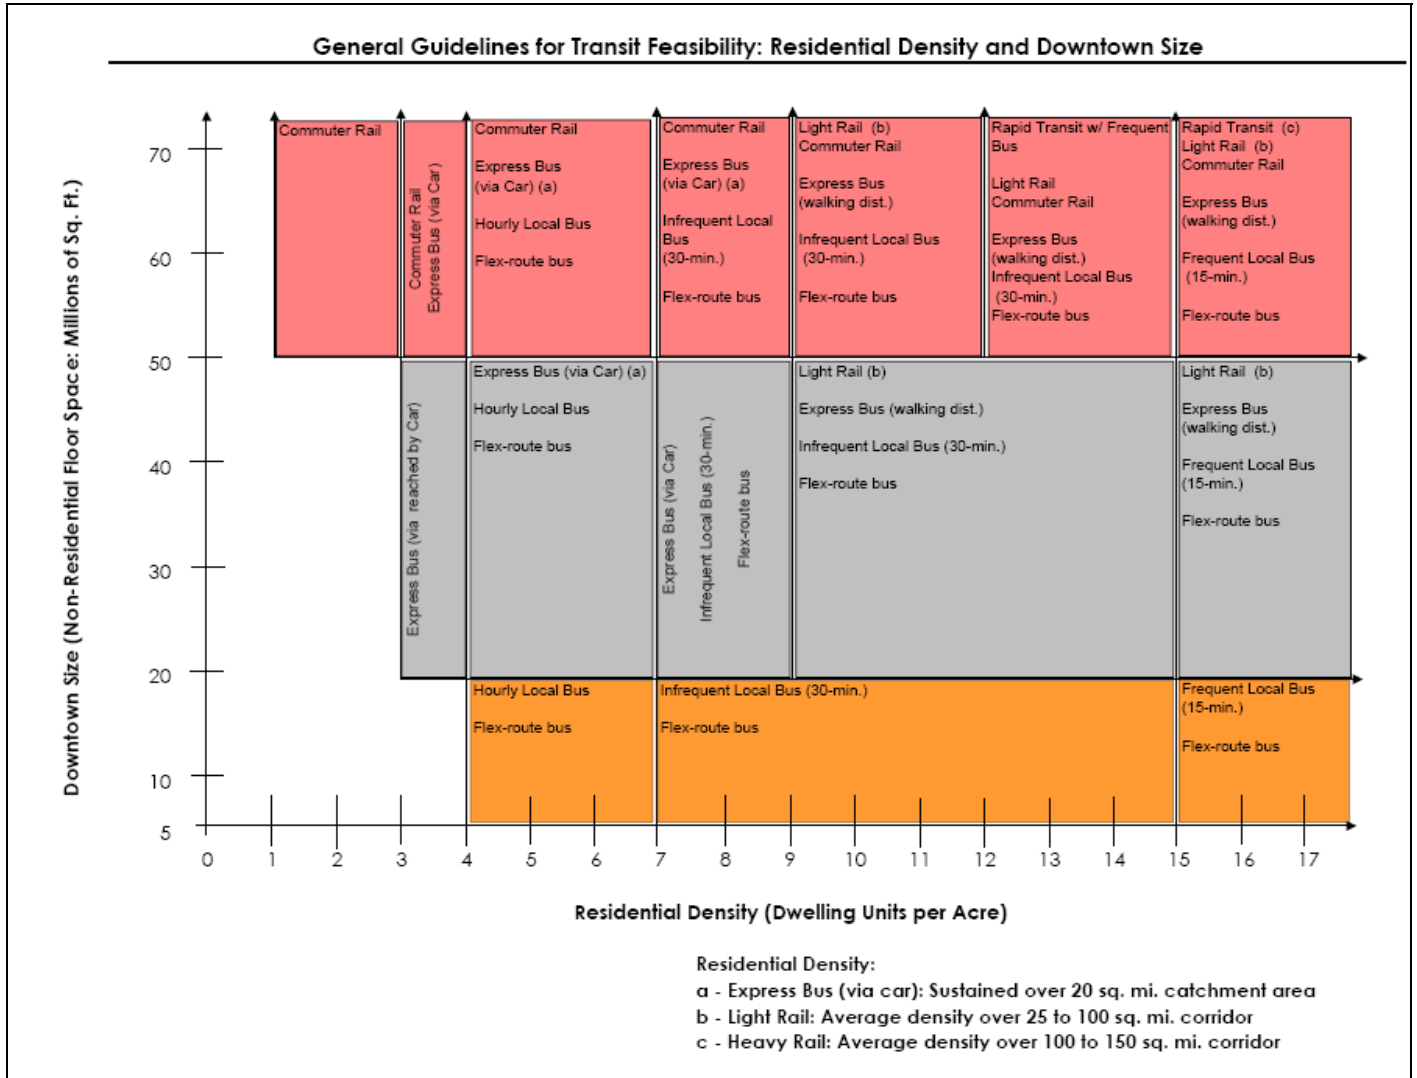 General Guidelines for Transit Feasibility: Residential Density and Downtown Size
Downtown Size (Non-Residential Floor Space: Millions of Sq. Ft.)
70
60
50
40
30
20
10
5
Commuter Rail
Commuter Rail
Express Bus (via Car)
Commuter Rail
Express Bus
(via Car) (a)
Hourly Local Bus
Flex-route bus
Commuter Rail
Express Bus
(via Car) (a)
Infrequent Local
Bus
(30-min.)
Flex-route bus
Light Rail (b)
Commuter Rail
Express Bus
(walking dist.)
Infrequent Local Bus
(30-min.)
Flex-route bus
Rapid Transit w/ Frequent
Bus
Light Rail
Commuter Rail
Express Bus
(walking dist.)
Infrequent Local Bus
(30-min.)
Flex-route bus
Rapid Transit (c)
Light Rail (b)
Commuter Rail
Express Bus
(walking dist.)
Frequent Local Bus
(15-min.)
Flex-route bus
Express Bus (via reached by Car)
Express Bus (via Car) (a)
Hourly Local Bus
Flex-route bus
Express Bus (via Car)
Infrequent Local Bus (30-min.)
Flex-route bus
Light Rail (b)
Express Bus (walking dist.)
Infrequent Local Bus (30-min.)
Flex-route bus
Light Rail (b)
Express Bus
(walking dist.)
Frequent Local Bus
(15-min.)
Flex-route bus
Hourly Local Bus
Flex-route bus
Infrequent Local Bus (30-min.)
Flex-route bus
Frequent Local Bus
(15-min.)
Flex-route bus
0 1 2 3 4 5 6 7 8 9 10 11 12 13 14 15 16 17
Residential Density (Dwelling Units per Acre)
Residential Density:
a - Express Bus (via car): Sustained over 20 sq. mi. catchment area
b - Light Rail: Average density over 25 to 100 sq. mi. corridor
c - Heavy Rail: Average density over 100 to 150 sq. mi. corridor